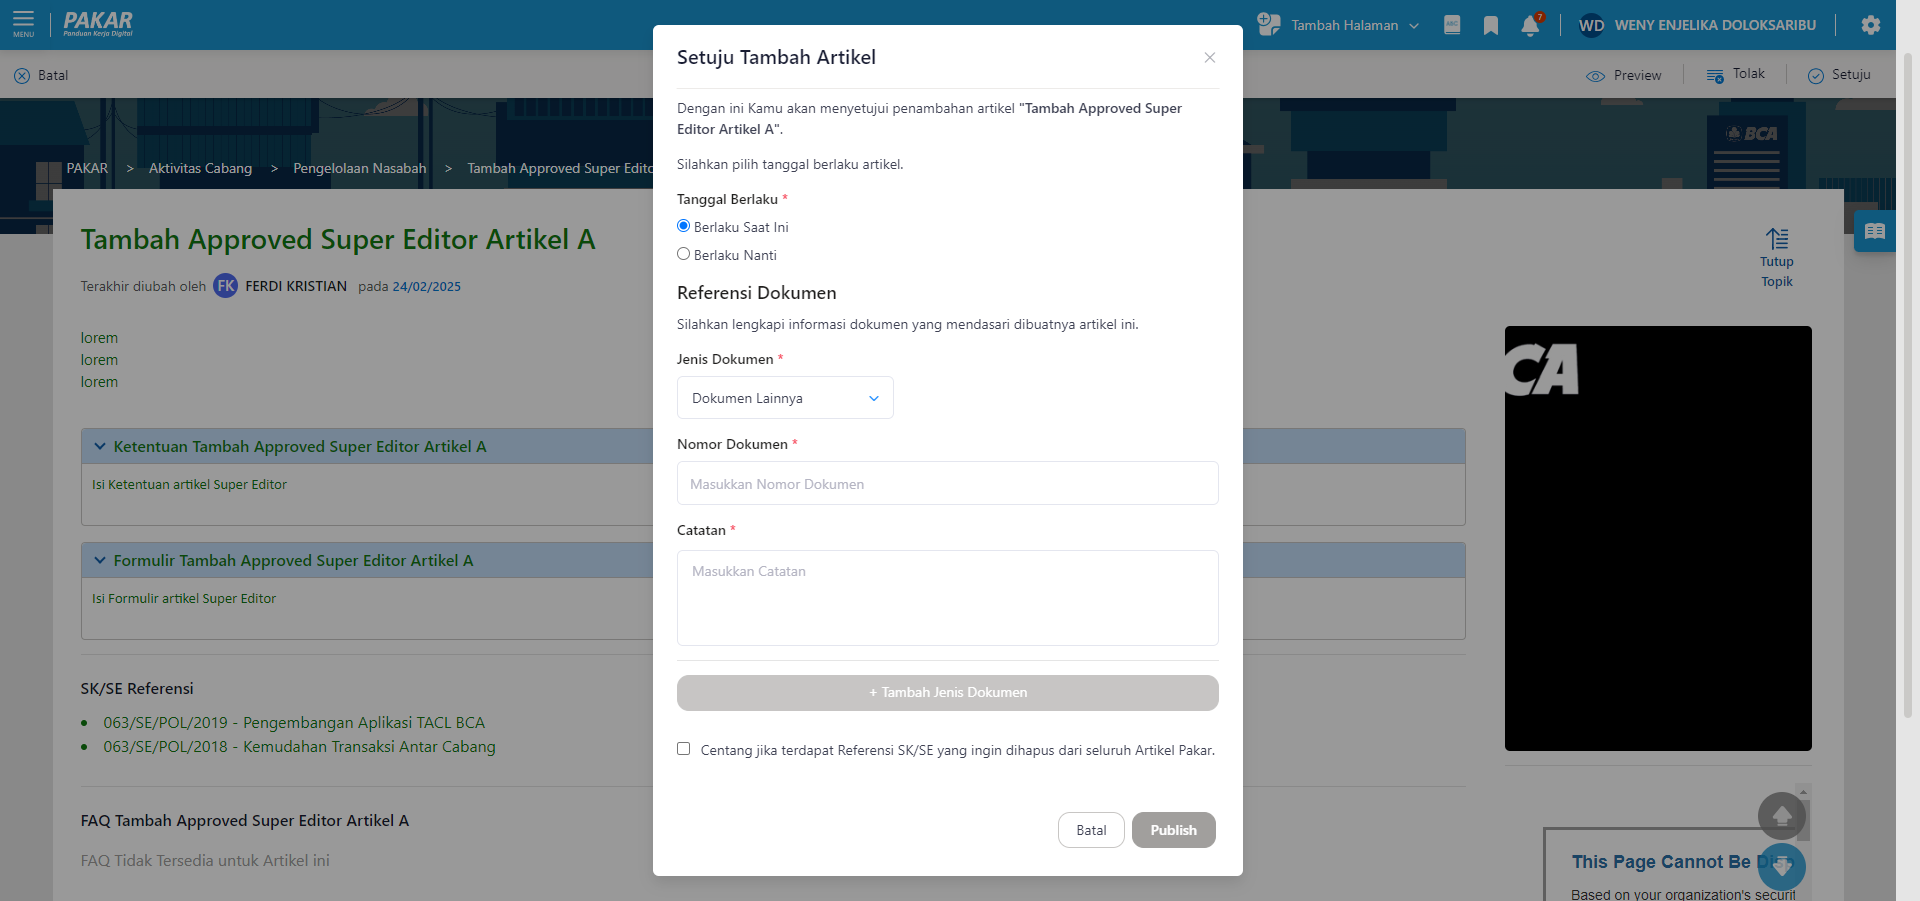 MENU
PAKAR
Panduan Kerja Digital
Tambah Halaman
ABC
7
WD
WENY ENJELIKA DOLOKSARIBU
Batal
Preview
Tolak
Setuju
BCA
PAKAR > Aktivitas Cabang > Pengelolaan Nasabah > Tambah Approved Super Edito
Tambah Approved Super Editor Artikel A
Terakhir diubah oleh FK FERDI KRISTIAN pada 24/02/2025
Tutup
Topik
lorem
lorem
lorem
Ketentuan Tambah Approved Super Editor Artikel A
Isi Ketentuan artikel Super Editor
Formulir Tambah Approved Super Editor Artikel A
Isi Formulir artikel Super Editor
SK/SE Referensi
063/SE/POL/2019 - Pengembangan Aplikasi TACL BCA
063/SE/POL/2018 - Kemudahan Transaksi Antar Cabang
FAQ Tambah Approved Super Editor Artikel A
FAQ Tidak Tersedia untuk Artikel ini
CA
This Page Cannot Be Disp
Based on your organization's securit
Setuju Tambah Artikel
Dengan ini Kamu akan menyetujui penambahan artikel "Tambah Approved Super
Editor Artikel A".
Silahkan pilih tanggal berlaku artikel.
Tanggal Berlaku *
Berlaku Saat Ini
Berlaku Nanti
Referensi Dokumen
Silahkan lengkapi informasi dokumen yang mendasari dibuatnya artikel ini.
Jenis Dokumen *
Dokumen Lainnya
Nomor Dokumen *
Masukkan Nomor Dokumen
Catatan *
Masukkan Catatan
+ Tambah Jenis Dokumen
Centang jika terdapat Referensi SK/SE yang ingin dihapus dari seluruh Artikel Pakar.
Batal
Publish